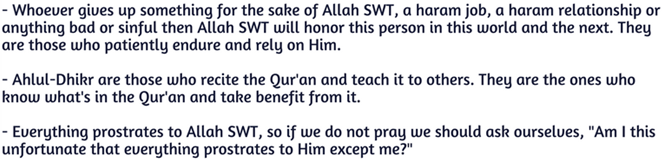 - Whoever gives up something for the sake of Allah SWT, a haram job, a haram relationship or
anything bad or sinful then Allah SWT will honor this person in this world and the next. They
are those who patiently endure and rely on Him.
- Ahlul-Dhikr are those who recite the Qur'an and teach it to others. They are the ones who
know what's in the Qur'an and take benefit from it.
- Everything prostrates to Allah SWT, so if we do not pray we should ask ourselves, "Am I this
unfortunate that everything prostrates to Him except me?"